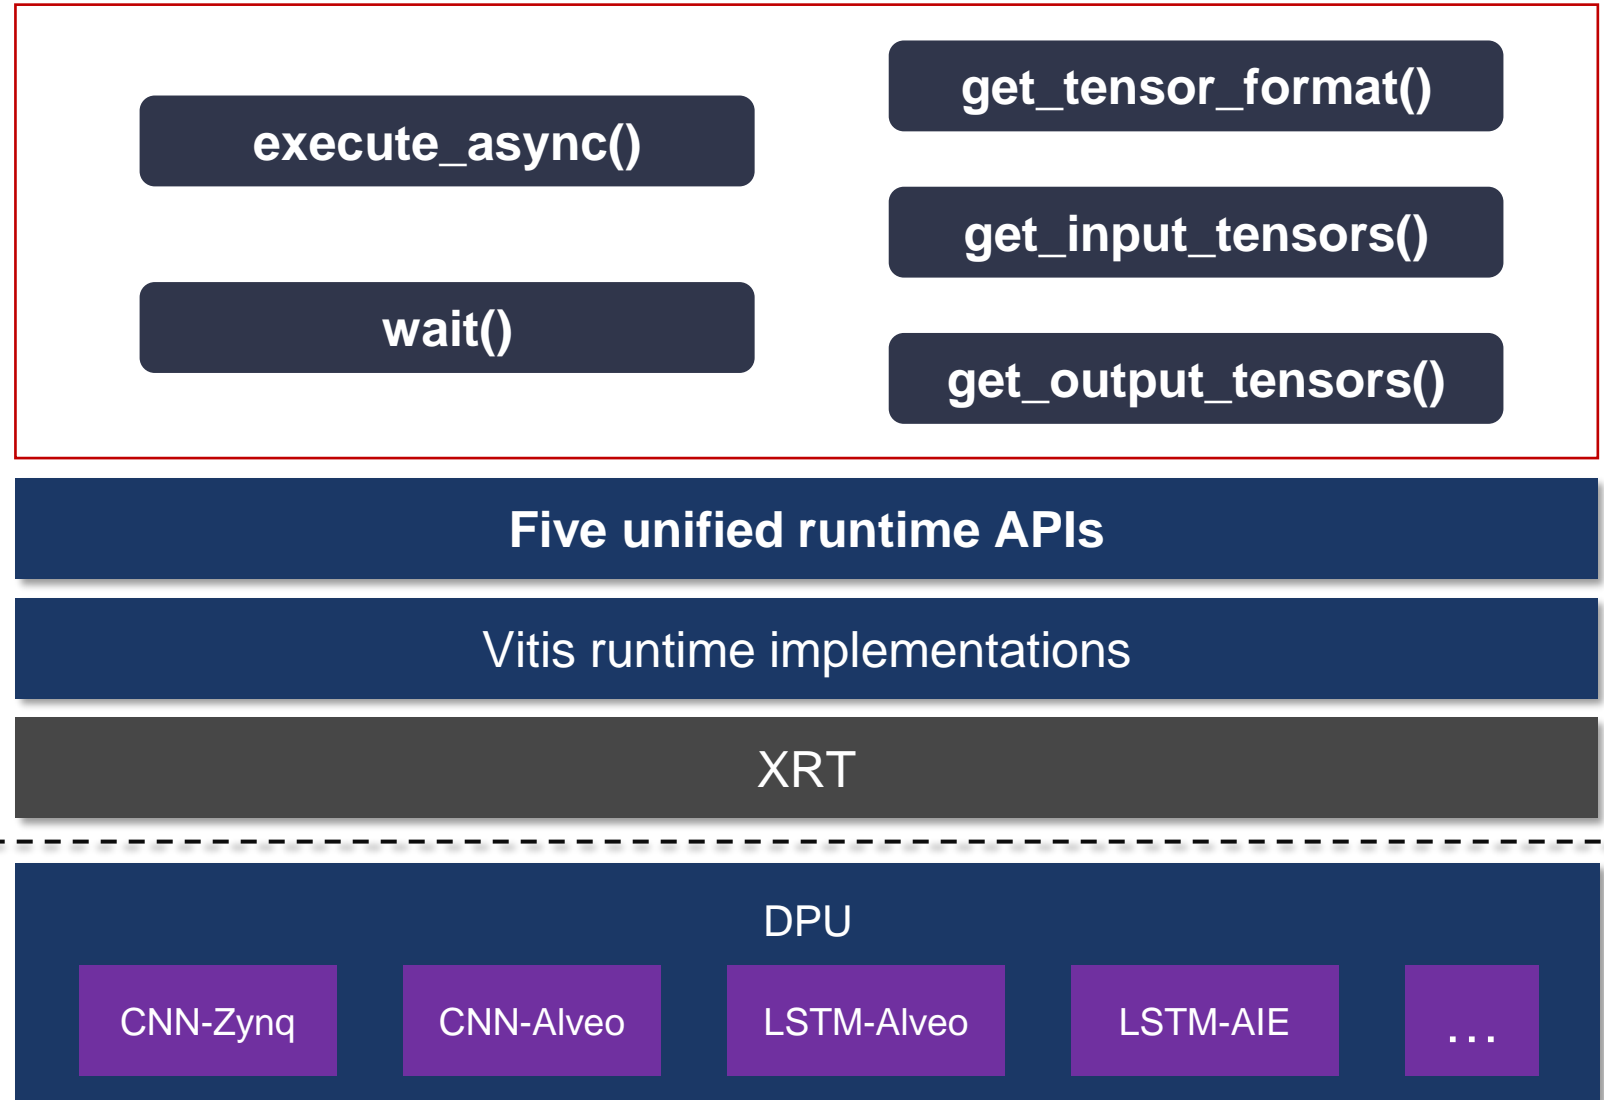 execute_async()
wait()
get_tensor_format()
get_input_tensors()
get_output_tensors()
Five unified runtime APIs
Vitis runtime implementations
XRT
DPU
CNN-Zynq
CNN-Alveo
LSTM-Alveo
LSTM-AIE
...